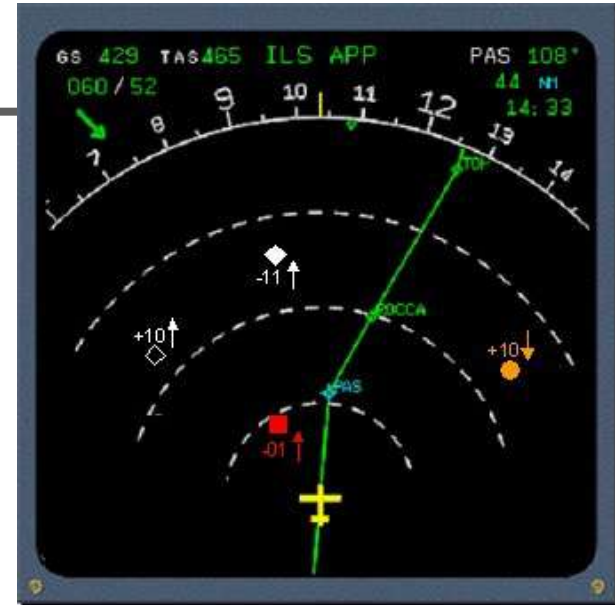 GS 429 TAS465 ILS APP PAS 108°
060/52 44 NM
14:33
7 8 9 10 11 12 13 14
TOP
-11
ROCCA
+10
+10
PAS
-01